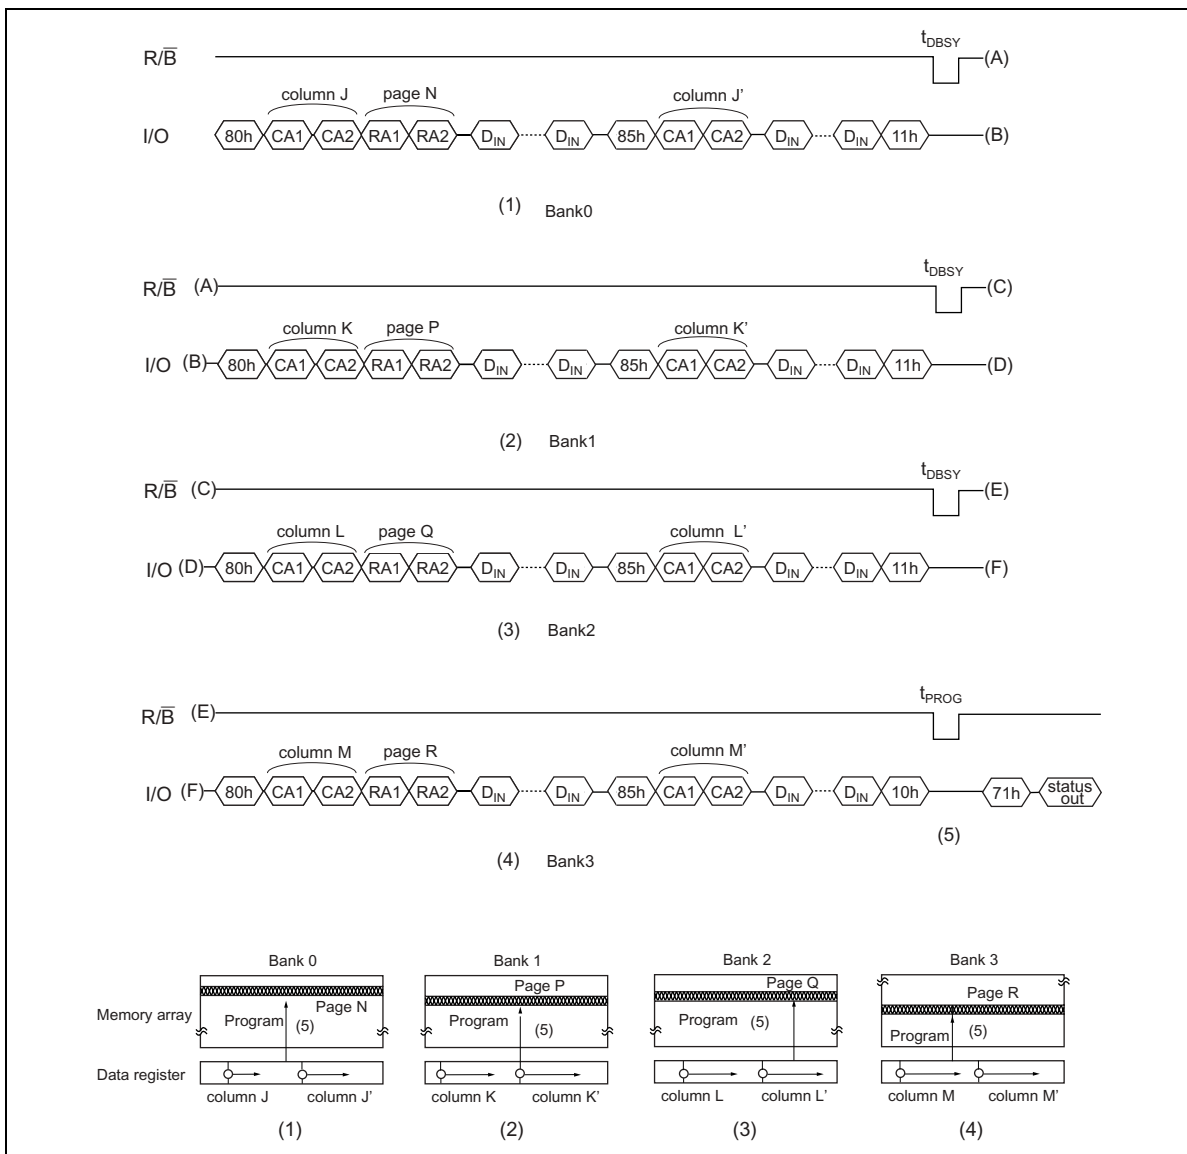 tDBSY
R/B (A)
column J page N column J’
I/O 80h CA1 CA2 RA1 RA2 DIN DIN 85h CA1 CA2 DIN DIN 11h (B)
(1) Bank0
tDBSY
R/B (A) (C)
column K page P column K’
I/O (B) 80h CA1 CA2 RA1 RA2 DIN DIN 85h CA1 CA2 DIN DIN 11h (D)
(2) Bank1
tDBSY
R/B (C) (E)
column L page Q column L’
I/O (D) 80h CA1 CA2 RA1 RA2 DIN DIN 85h CA1 CA2 DIN DIN 11h (F)
(3) Bank2
tPROG
R/B (E)
column M page R column M’
I/O (F) 80h CA1 CA2 RA1 RA2 DIN DIN 85h CA1 CA2 DIN DIN 10h 71h status out
(5)
(4) Bank3
Bank 0 Bank 1 Bank 2 Bank 3
Page N Page P Page Q Page R
Memory array Program (5) Program (5) Program (5) Program (5)
Data register
column J column J’ column K column K’ column L column L’ column M column M’
(1) (2) (3) (4)